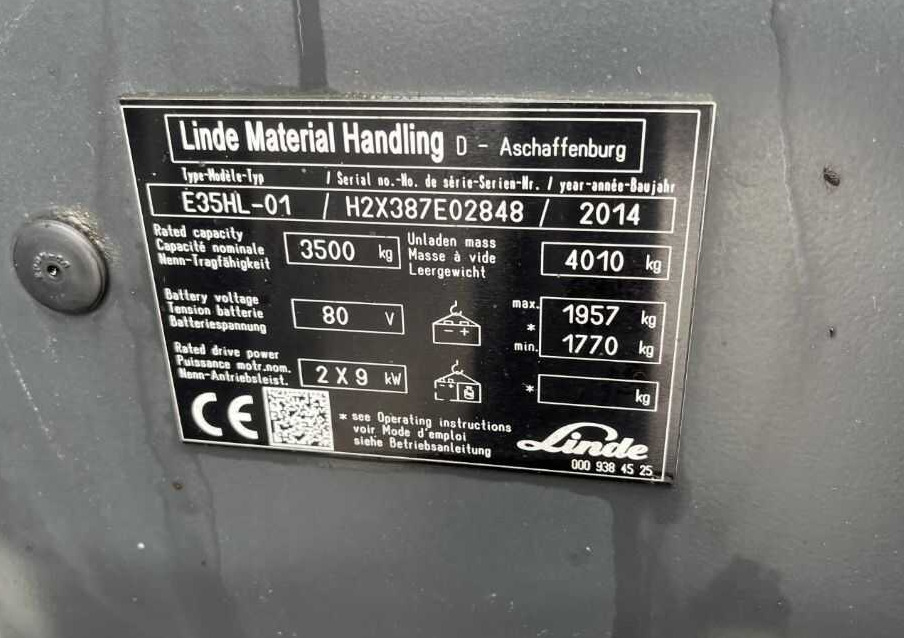 Linde Material Handling D - Aschaffenburg
Type-Modèle-Typ / Serial no.-No. de série-Serien-Nr. / year-année-Baujahr
E35HL-01 / H2X387E02848 / 2014
Rated capacity
Capacité nominale
Nenn-Tragfähigkeit
3500 kg
Unladen mass
Masse à vide
Leergewicht
4010 kg
Battery voltage
Tension batterie
Batteriespannung
80 V
max. 1957 kg
*
min. 1770 kg
Rated drive power
Puissance motr.nom.
Nenn-Antriebsleist.
2 X 9 kW
* kg
CE
* see Operating instructions
voir Mode d'emploi
siehe Betriebsanleitung
Linde
000 938 45 25